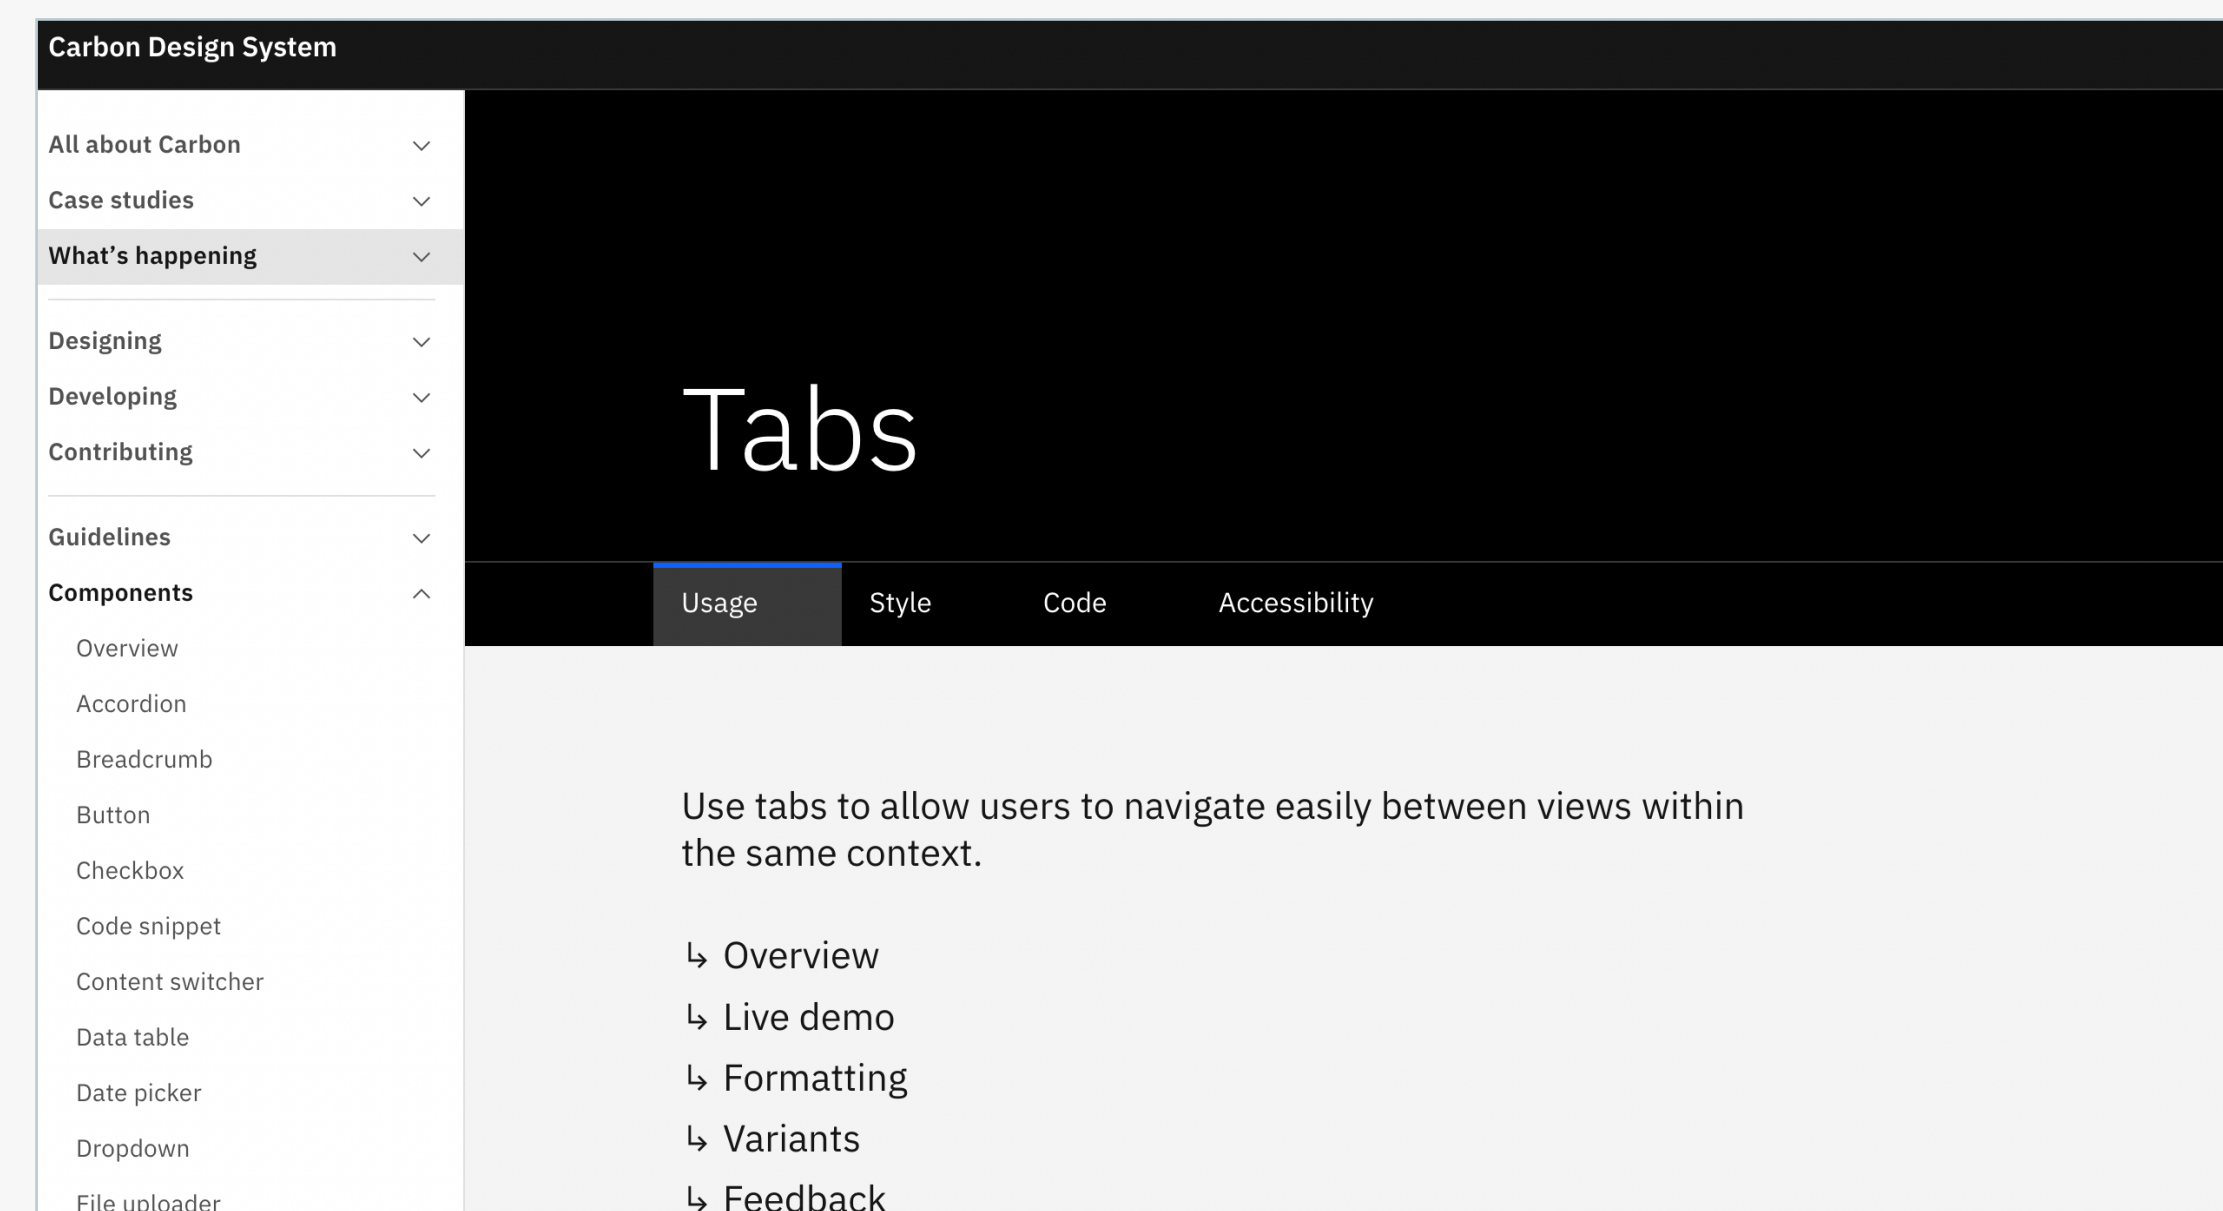 Carbon Design System
All about Carbon
Case studies
What’s happening
Designing
Developing
Contributing
Guidelines
Components
Overview
Accordion
Breadcrumb
Button
Checkbox
Code snippet
Content switcher
Data table
Date picker
Dropdown
File uploader
Tabs
Usage
Style
Code
Accessibility
Use tabs to allow users to navigate easily between views within
the same context.
↳ Overview
↳ Live demo
↳ Formatting
↳ Variants
↳ Feedback